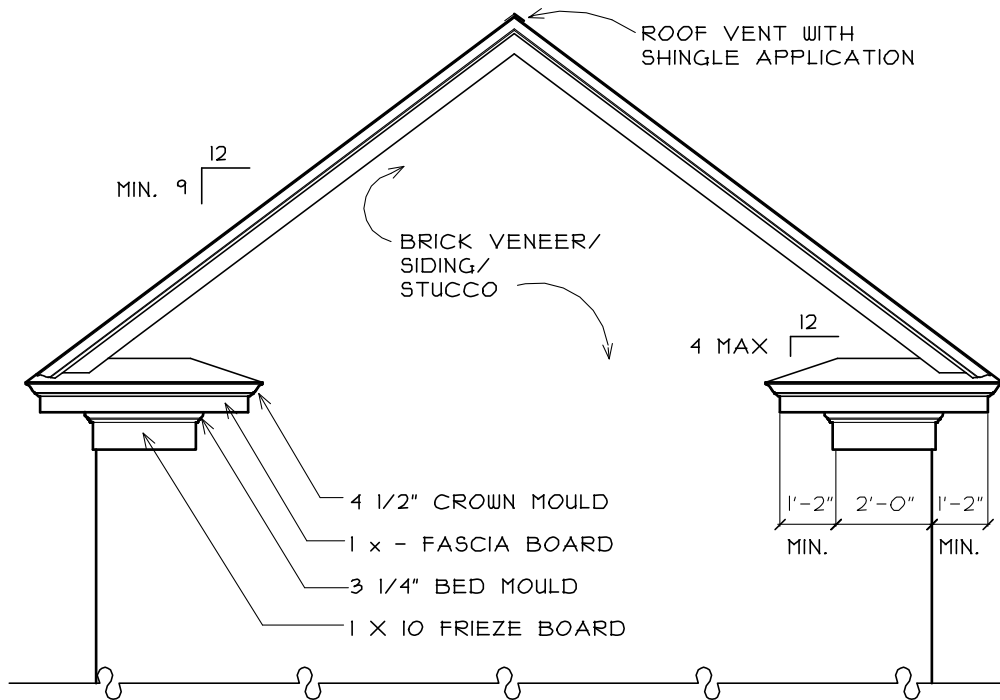 ROOF VENT WITH
SHINGLE APPLICATION
12
MIN. 9
BRICK VENEER/
SIDING/
STUCCO
12
4 MAX
4 1/2" CROWN MOULD
1'-2" 2'-0" 1'-2"
1 x - FASCIA BOARD
MIN. MIN.
3 1/4" BED MOULD
1 X 10 FRIEZE BOARD